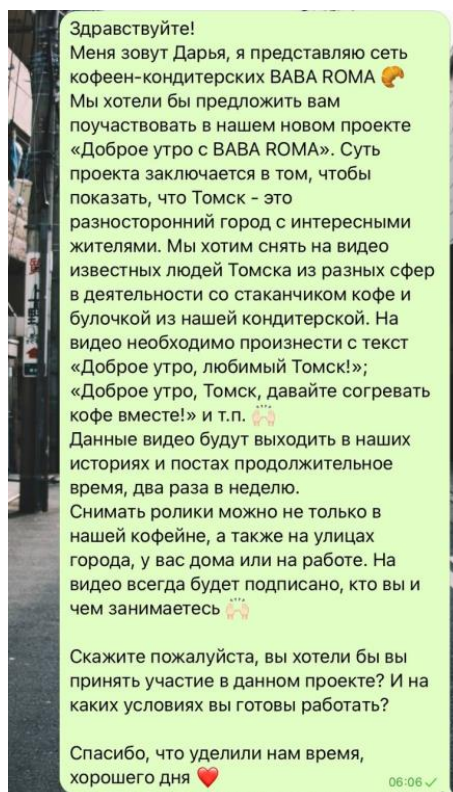 Здравствуйте!
Меня зовут Дарья, я представляю сеть
кофеен-кондитерских BABA ROMA 🥐
Мы хотели бы предложить вам
поучаствовать в нашем новом проекте
«Доброе утро с BABA ROMA». Суть
проекта заключается в том, чтобы
показать, что Томск - это
разносторонний город с интересными
жителями. Мы хотим снять на видео
известных людей Томска из разных сфер
в деятельности со стаканчиком кофе и
булочкой из нашей кондитерской. На
видео необходимо произнести с текст
«Доброе утро, любимый Томск!»;
«Доброе утро, Томск, давайте согревать
кофе вместе!» и т.п. 🙌🏻
Данные видео будут выходить в наших
историях и постах продолжительное
время, два раза в неделю.
Снимать ролики можно не только в
нашей кофейне, а также на улицах
города, у вас дома или на работе. На
видео всегда будет подписано, кто вы и
чем занимаетесь 🙌🏻
Скажите пожалуйста, вы хотели бы вы
принять участие в данном проекте? И на
каких условиях вы готовы работать?
Спасибо, что уделили нам время,
хорошего дня ❤️
06:06